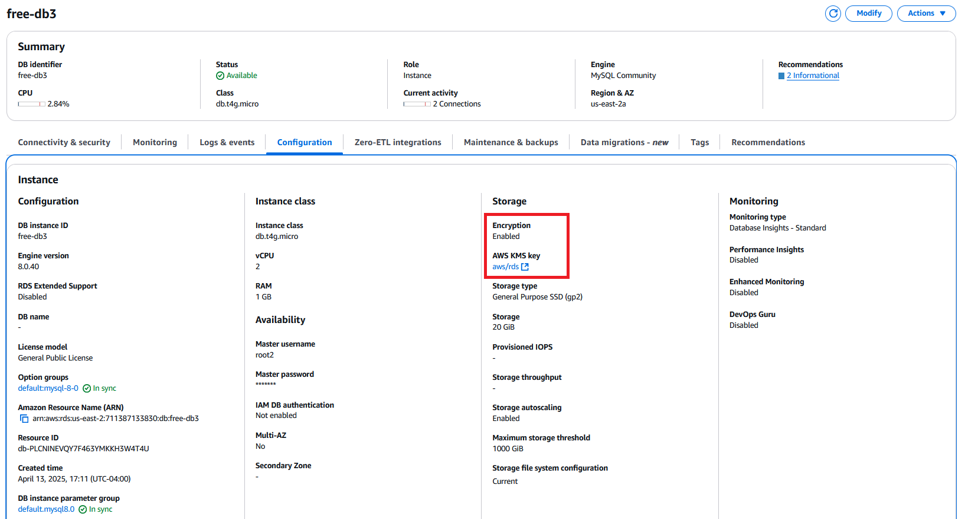 free-db3
Modify
Actions
Summary
DB identifier
free-db3
Status
Available
Role
Instance
Engine
MySQL Community
Recommendations
2 Informational
CPU
2.84%
Class
db.t4g.micro
Current activity
2 Connections
Region & AZ
us-east-2a
Connectivity & security
Monitoring
Logs & events
Configuration
Zero-ETL integrations
Maintenance & backups
Data migrations - new
Tags
Recommendations
Instance
Configuration
DB instance ID
free-db3
Engine version
8.0.40
RDS Extended Support
Disabled
DB name
-
License model
General Public License
Option groups
default:mysql-8-0 In sync
Amazon Resource Name (ARN)
arn:aws:rds:us-east-2:711387133830:db:free-db3
Resource ID
db-PLCNINEVQY7F463YMKKH3W4T4U
Created time
April 13, 2025, 17:11 (UTC-04:00)
DB instance parameter group
default.mysql8.0 In sync
Instance class
Instance class
db.t4g.micro
vCPU
2
RAM
1 GB
Availability
Master username
root2
Master password
*******
IAM DB authentication
Not enabled
Multi-AZ
No
Secondary Zone
-
Storage
Encryption
Enabled
AWS KMS key
aws/rds
Storage type
General Purpose SSD (gp2)
Storage
20 GiB
Provisioned IOPS
-
Storage throughput
-
Storage autoscaling
Enabled
Maximum storage threshold
1000 GiB
Storage file system configuration
Current
Monitoring
Monitoring type
Database Insights - Standard
Performance Insights
Disabled
Enhanced Monitoring
Disabled
DevOps Guru
Disabled